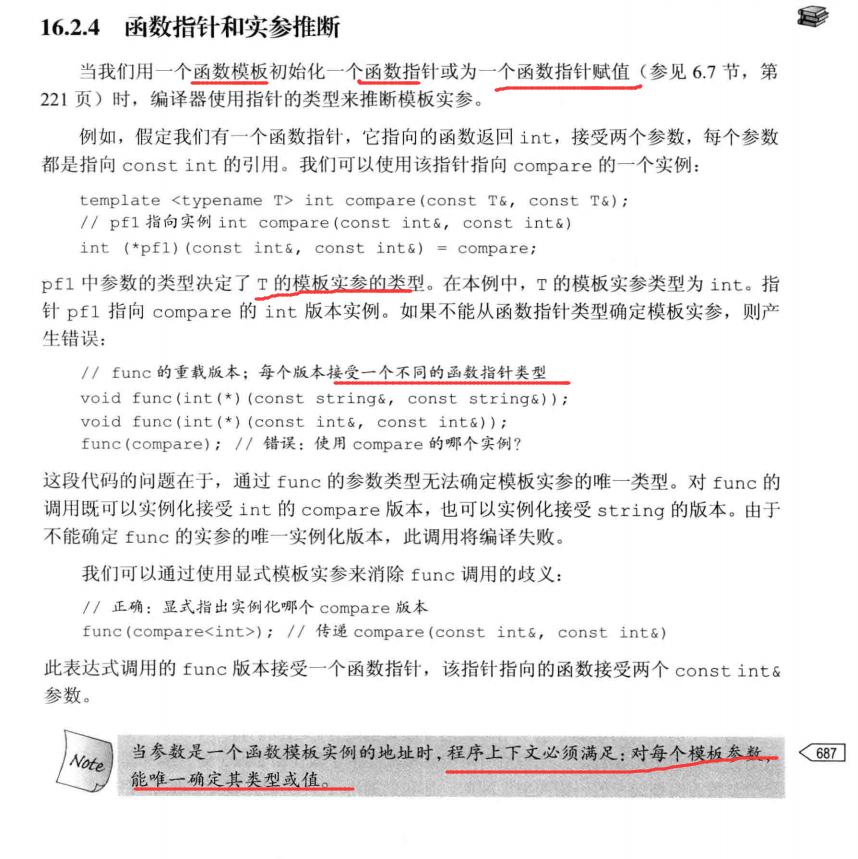 16.2.4 函数指针和实参推断
当我们用一个函数模板初始化一个函数指针或为一个函数指针赋值（参见 6.7 节，第
221 页）时，编译器使用指针的类型来推断模板实参。
例如，假定我们有一个函数指针，它指向的函数返回 int，接受两个参数，每个参数
都是指向 const int 的引用。我们可以使用该指针指向 compare 的一个实例：
template <typename T> int compare(const T&, const T&);
// pf1 指向实例 int compare(const int&, const int&)
int (*pf1)(const int&, const int&) = compare;
pf1 中参数的类型决定了 T 的模板实参的类型。在本例中，T 的模板实参类型为 int。指
针 pf1 指向 compare 的 int 版本实例。如果不能从函数指针类型确定模板实参，则产
生错误：
// func 的重载版本；每个版本接受一个不同的函数指针类型
void func(int(*)(const string&, const string&));
void func(int(*)(const int&, const int&));
func(compare); // 错误：使用 compare 的哪个实例？
这段代码的问题在于，通过 func 的参数类型无法确定模板实参的唯一类型。对 func 的
调用既可以实例化接受 int 的 compare 版本，也可以实例化接受 string 的版本。由于
不能确定 func 的实参的唯一实例化版本，此调用将编译失败。
我们可以通过使用显式模板实参来消除 func 调用的歧义：
// 正确：显式指出实例化哪个 compare 版本
func(compare<int>); // 传递 compare(const int&, const int&)
此表达式调用的 func 版本接受一个函数指针，该指针指向的函数接受两个 const int&
参数。
Note
当参数是一个函数模板实例的地址时，程序上下文必须满足：对每个模板参数，
能唯一确定其类型或值。
687